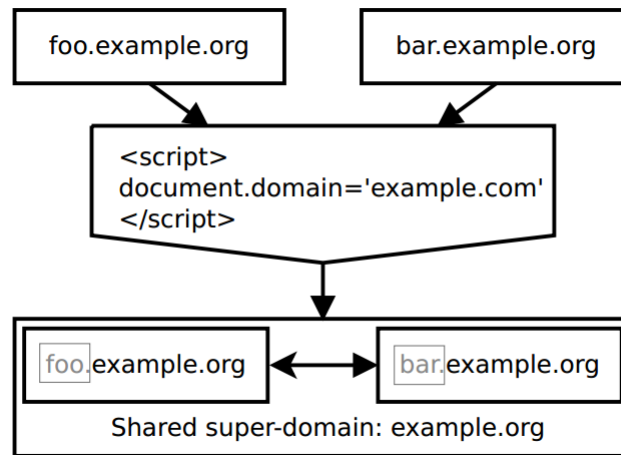 foo.example.org
bar.example.org
<script>
document.domain='example.com'
</script>
foo.example.org
bar.example.org
Shared super-domain: example.org